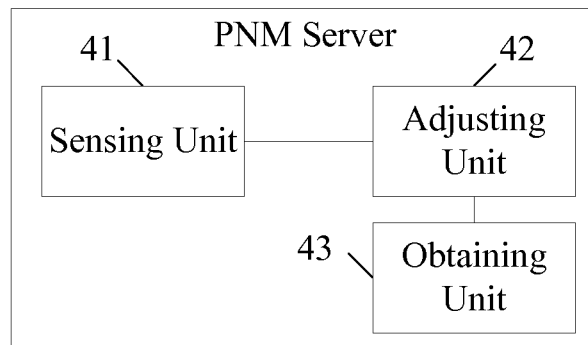 PNM Server
41
42
Sensing Unit
Adjusting
Unit
43
Obtaining
Unit